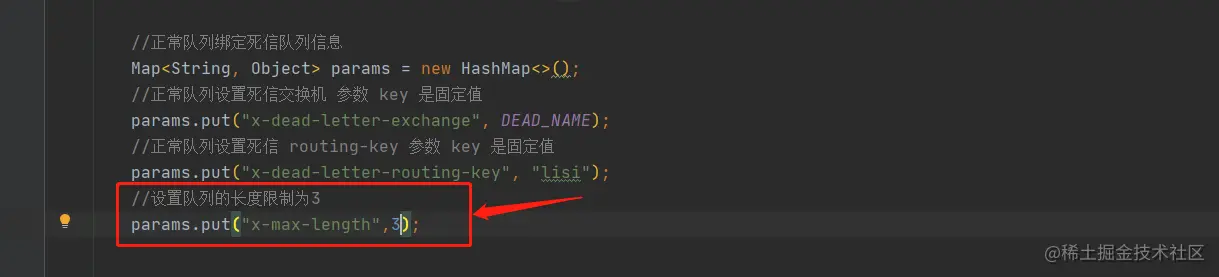 //正常队列绑定死信队列信息
Map<String, Object> params = new HashMap<>();
//正常队列设置死信交换机 参数 key 是固定值
params.put("x-dead-letter-exchange", DEAD_NAME);
//正常队列设置死信 routing-key 参数 key 是固定值
params.put("x-dead-letter-routing-key", "lisi");
//设置队列的长度限制为3
params.put("x-max-length",3);
@稀土掘金技术社区